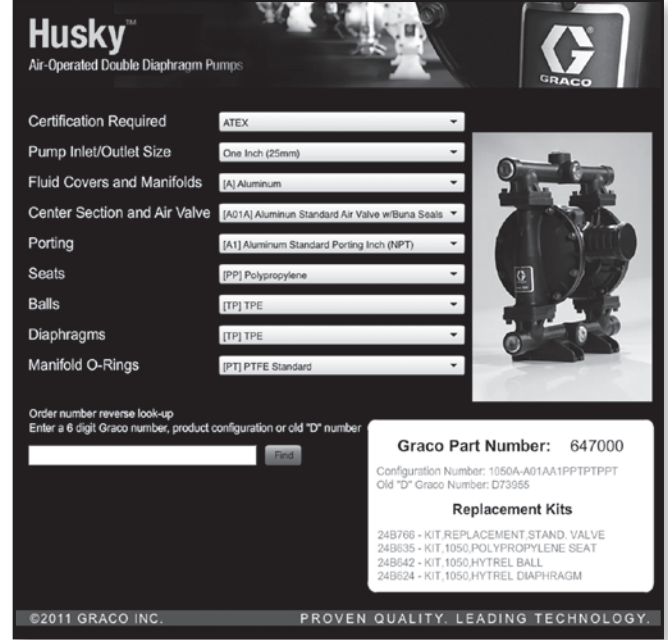 Husky™
Air-Operated Double Diaphragm Pumps
GRACO
Certification Required ATEX
Pump Inlet/Outlet Size One Inch (25mm)
Fluid Covers and Manifolds [A] Aluminum
Center Section and Air Valve [A01A] Aluminun Standard Air Valve w/Buna Seals
Porting [A1] Aluminum Standard Porting Inch (NPT)
Seats [PP] Polypropylene
Balls [TP] TPE
Diaphragms [TP] TPE
Manifold O-Rings [PT] PTFE Standard
Order number reverse look-up
Enter a 6 digit Graco number, product configuration or old "D" number
Find
Graco Part Number: 647000
Configuration Number: 1050A-A01AA1PPTPTPPT
Old "D" Graco Number: D73955
Replacement Kits
24B766 - KIT,REPLACEMENT,STAND. VALVE
24B635 - KIT,1050,POLYPROPYLENE SEAT
24B642 - KIT,1050,HYTREL BALL
24B624 - KIT,1050,HYTREL DIAPHRAGM
©2011 GRACO INC. PROVEN QUALITY. LEADING TECHNOLOGY.